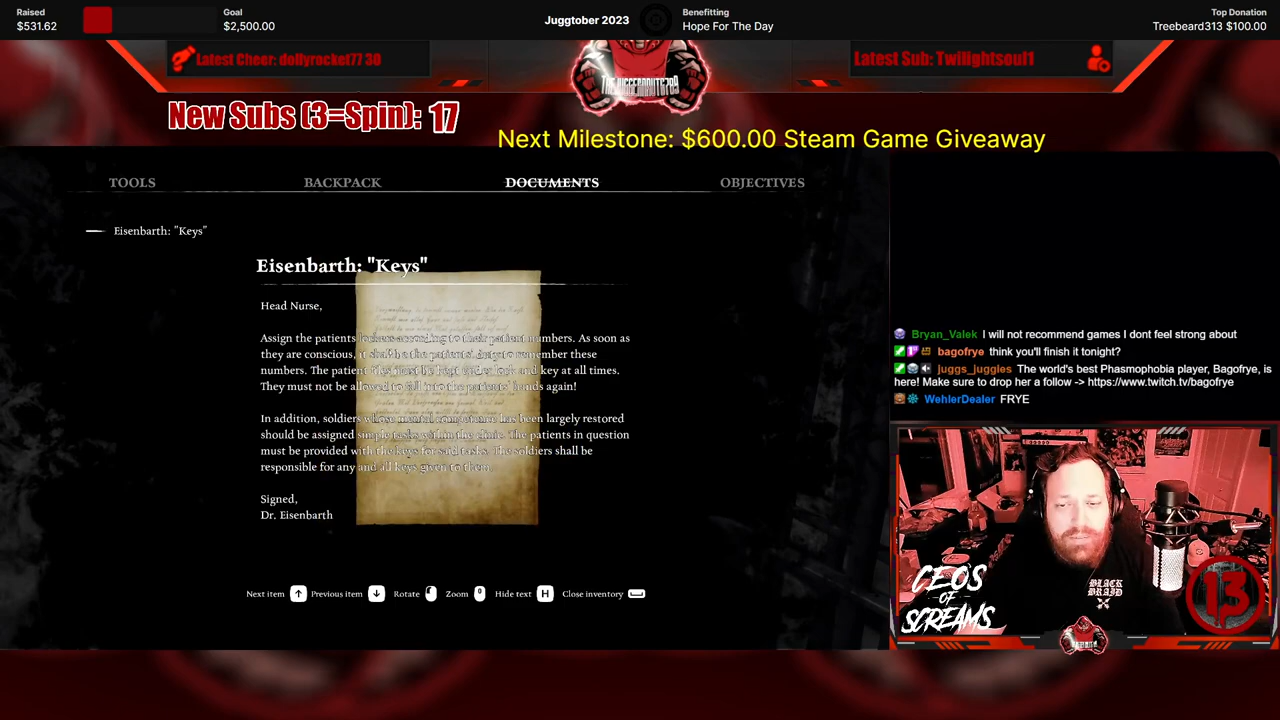 Raised
$531.62
Goal
$2,500.00
Juggtober 2023
Benefitting
Hope For The Day
Top Donation
Treebeard313 $100.00
Latest Cheer: dollyrocket77 30
THEJUGGERNAUT6789
Latest Sub: Twilightsoul1
New Subs (3=Spin): 17
Next Milestone: $600.00 Steam Game Giveaway
TOOLS
BACKPACK
DOCUMENTS
OBJECTIVES
Eisenbarth: "Keys"
Eisenbarth: "Keys"
Head Nurse,
Assign the patients lockers according to their patient numbers. As soon as
they are conscious, it shall be the patients' duty to remember these
numbers. The patient files must be kept under lock and key at all times.
They must not be allowed to fall into the patients' hands again!
In addition, soldiers whose mental competence has been largely restored
should be assigned simple tasks within the clinic. The patients in question
must be provided with the keys for said tasks. The soldiers shall be
responsible for any and all keys given to them.
Signed,
Dr. Eisenbarth
Next item
Previous item
Rotate
Zoom
Hide text H
Close inventory
Bryan_Valek I will not recommend games I dont feel strong about
bagofrye think you'll finish it tonight?
juggs_juggles The world's best Phasmophobia player, Bagofrye, is
here! Make sure to drop her a follow -> https://www.twitch.tv/bagofrye
WehlerDealer FRYE
CEOS
OF
SCREAMS
BLACK
BRAID
13